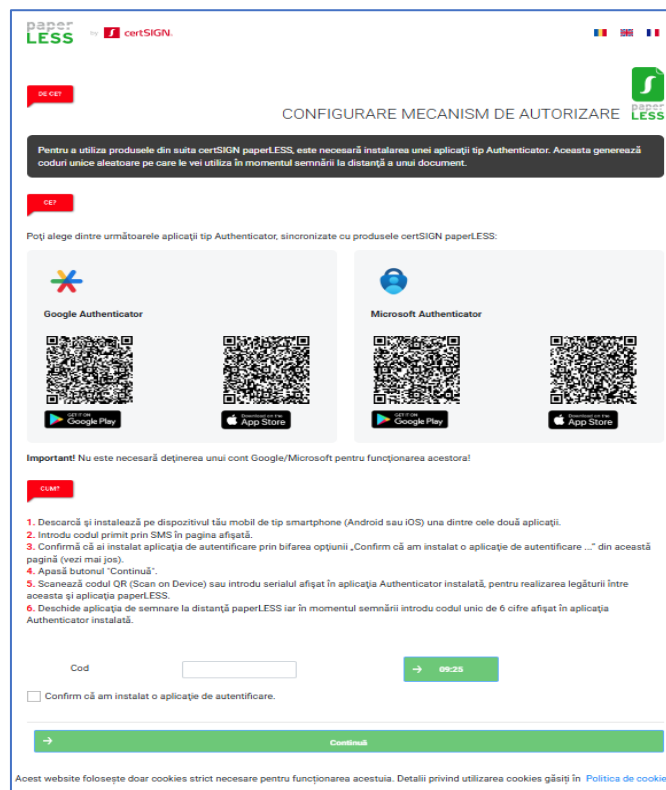 paper
LESS by certSIGN.
DE CE?
CONFIGURARE MECANISM DE AUTORIZARE
paper
LESS
Pentru a utiliza produsele din suita certSIGN paperLESS, este necesară instalarea unei aplicații tip Authenticator. Aceasta generează
coduri unice aleatoare pe care le vei utiliza în momentul semnării la distanță a unui document.
CE?
Poți alege dintre următoarele aplicații tip Authenticator, sincronizate cu produsele certSIGN paperLESS:
Google Authenticator
Microsoft Authenticator
GET IT ON
Google Play
Download on the
App Store
GET IT ON
Google Play
Download on the
App Store
Important! Nu este necesară deținerea unui cont Google/Microsoft pentru funcționarea acestora!
CUM?
1. Descarcă și instalează pe dispozitivul tău mobil de tip smartphone (Android sau iOS) una dintre cele două aplicații.
2. Introdu codul primit prin SMS în pagina afișată.
3. Confirmă că ai instalat aplicația de autentificare prin bifarea opțiunii „Confirm că am instalat o aplicație de autentificare ...” din această
pagină (vezi mai jos).
4. Apasă butonul "Continuă".
5. Scanează codul QR (Scan on Device) sau introdu serialul afișat în aplicația Authenticator instalată, pentru realizarea legăturii între
aceasta și aplicația paperLESS.
6. Deschide aplicația de semnare la distanță paperLESS iar în momentul semnării introdu codul unic de 6 cifre afișat în aplicația
Authenticator instalată.
Cod
09:25
Confirm că am instalat o aplicație de autentificare.
Continuă
Acest website folosește doar cookies strict necesare pentru funcționarea acestuia. Detalii privind utilizarea cookies găsiți în Politica de cookie